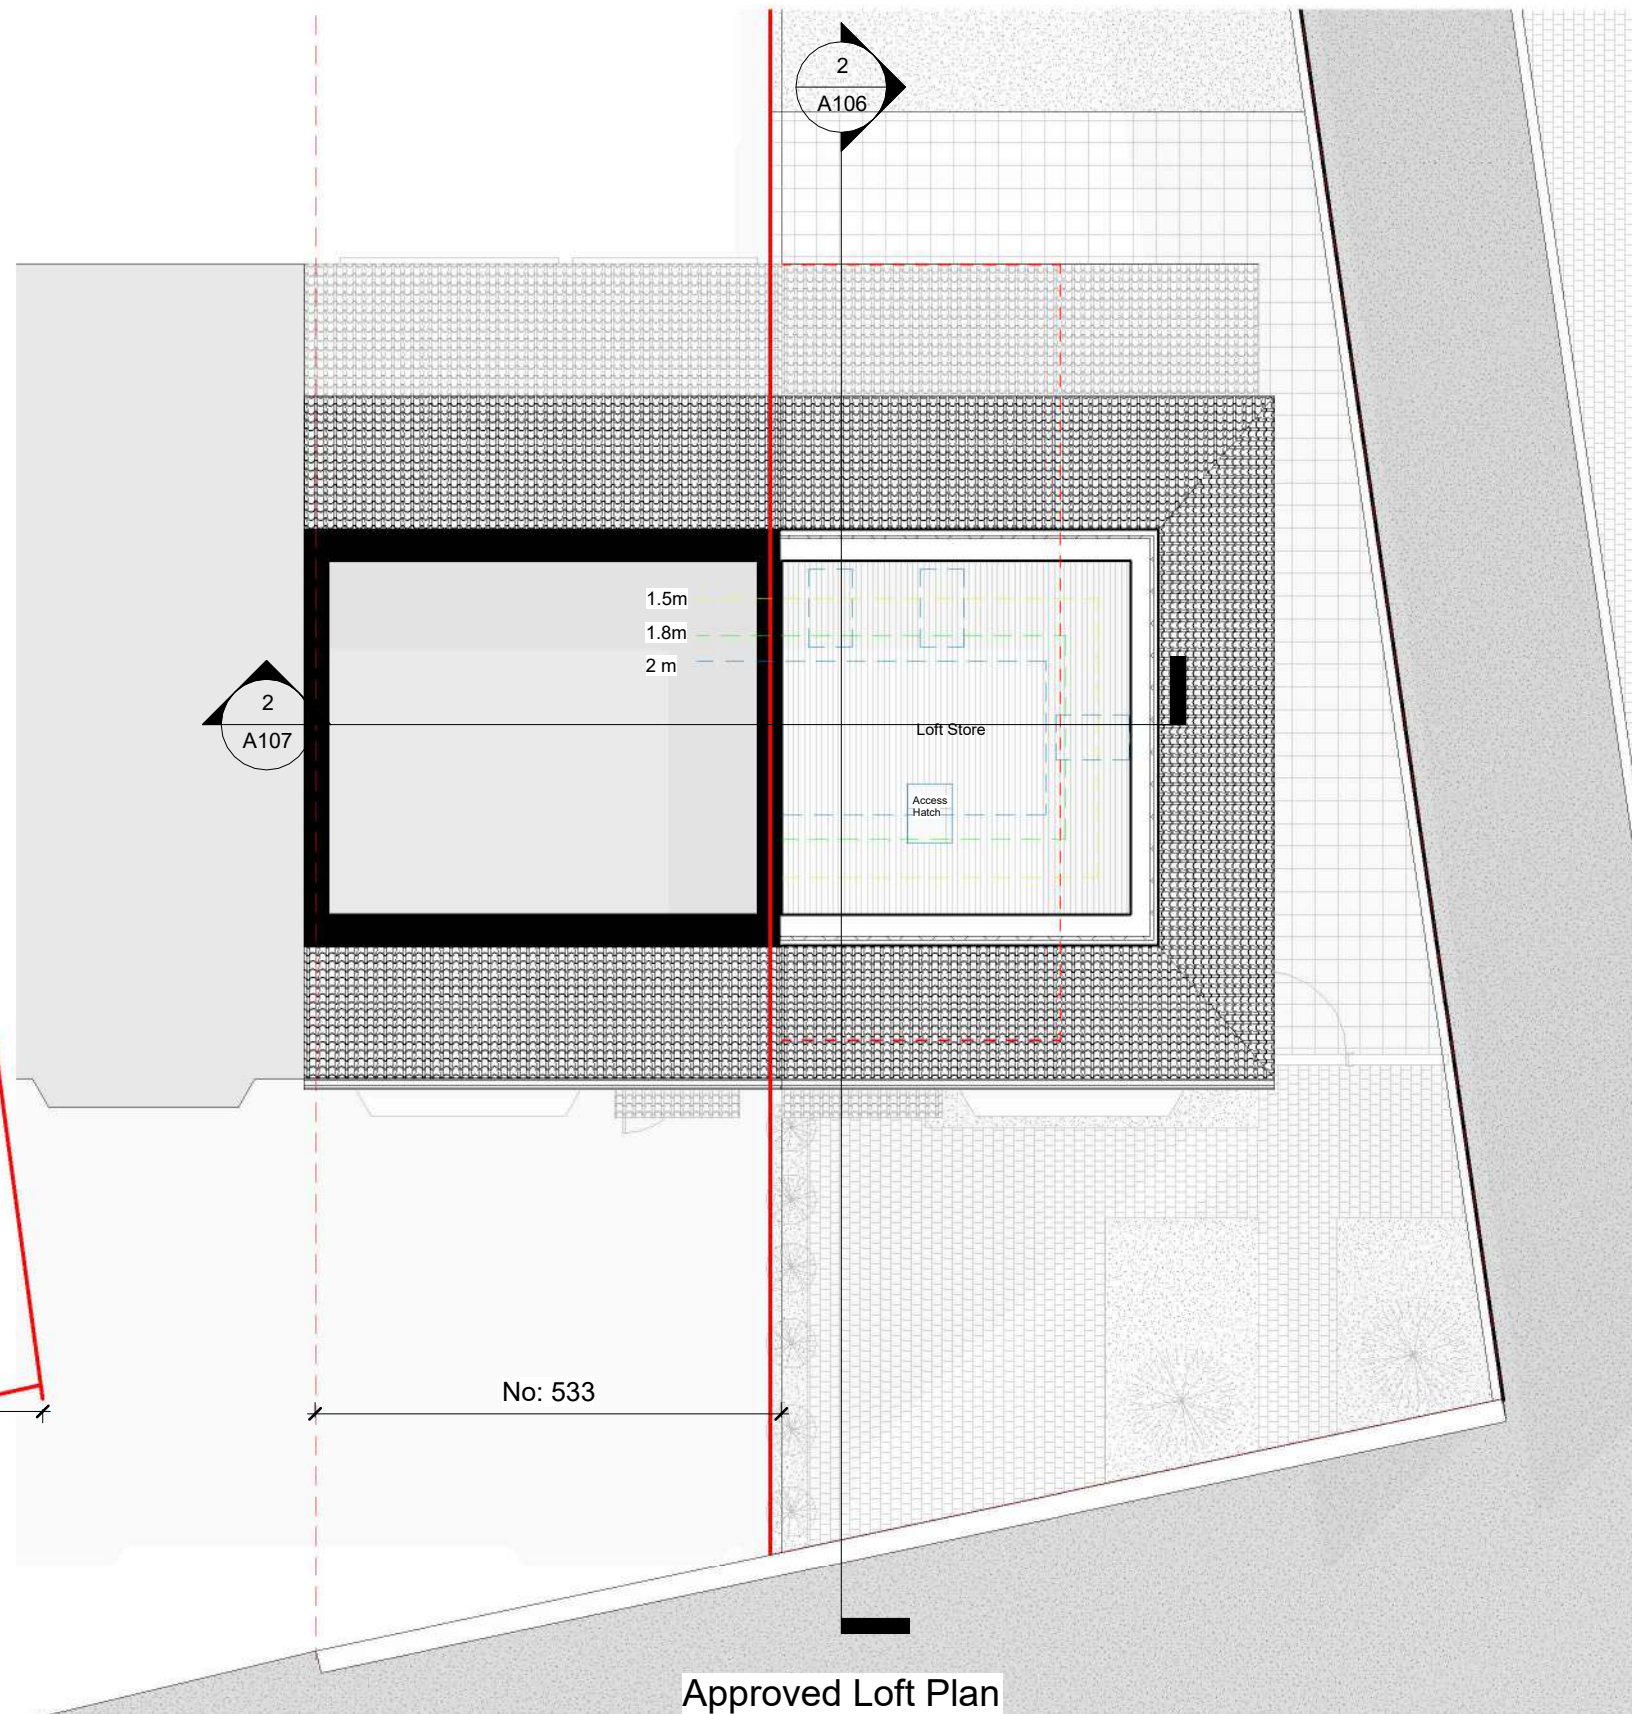 2
A106
1.5m
1.8m
2 m
2
A107
Loft Store
Access
Hatch
No: 533
Approved Loft Plan